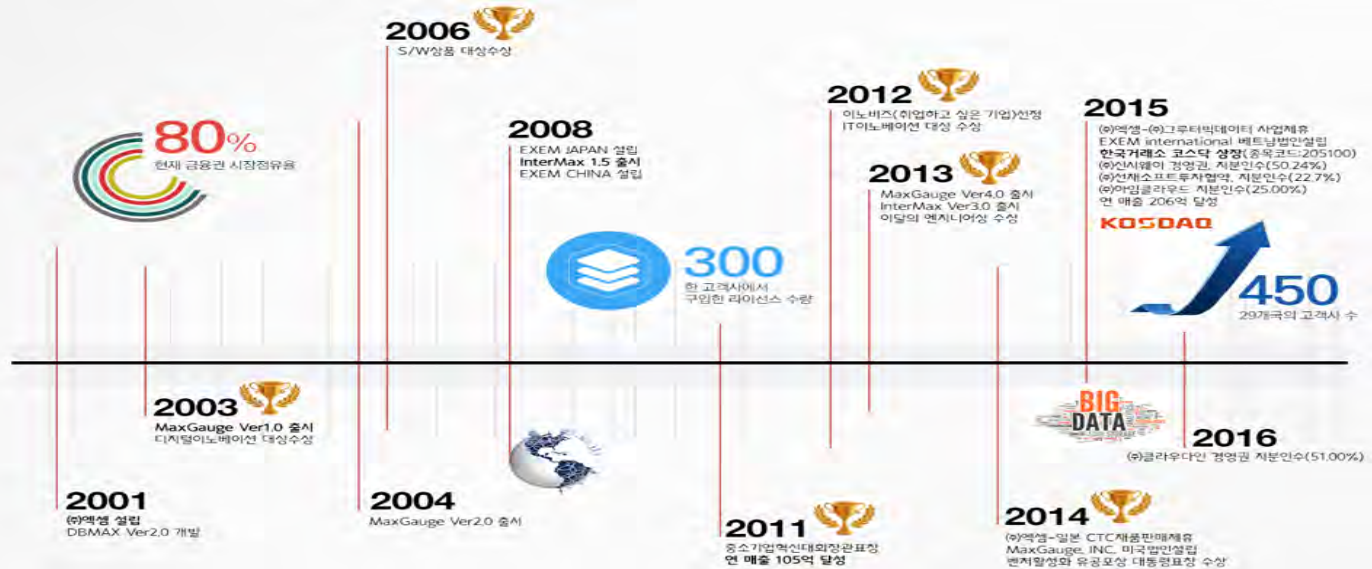 2006
S/W상품 대상수상
80%
현재 금융권 시장점유율
2008
EXEM JAPAN 설립
InterMax 1.5 출시
EXEM CHINA 설립
2012
이노비즈(취업하고 싶은 기업)선정
IT이노베이션 대상 수상
2015
㈜엑셈-㈜그루터빅데이터 사업제휴
EXEM international 베트남법인설립
한국거래소 코스닥 상장(종목코드:205100)
㈜신시웨이 경영권, 지분인수(50.24%)
㈜선재소프트투자협약, 지분인수(22.7%)
㈜아임클라우드 지분인수(25.00%)
연 매출 206억 달성
KOSDAQ
2013
MaxGauge Ver4.0 출시
InterMax Ver3.0 출시
이달의 엔지니어상 수상
300
한 고객사에서
구입한 라이선스 수량
450
29개국의 고객사 수
2003
MaxGauge Ver1.0 출시
디지털이노베이션 대상수상
BIG
DATA
2016
㈜클라우다인 경영권 지분인수(51.00%)
2001
㈜엑셈 설립
DBMAX Ver2.0 개발
2004
MaxGauge Ver2.0 출시
2011
중소기업혁신대회장관표창
연 매출 105억 달성
2014
㈜엑셈-일본 CTC제품판매제휴
MaxGauge, INC. 미국법인설립
벤처활성화 유공포상 대통령표창 수상